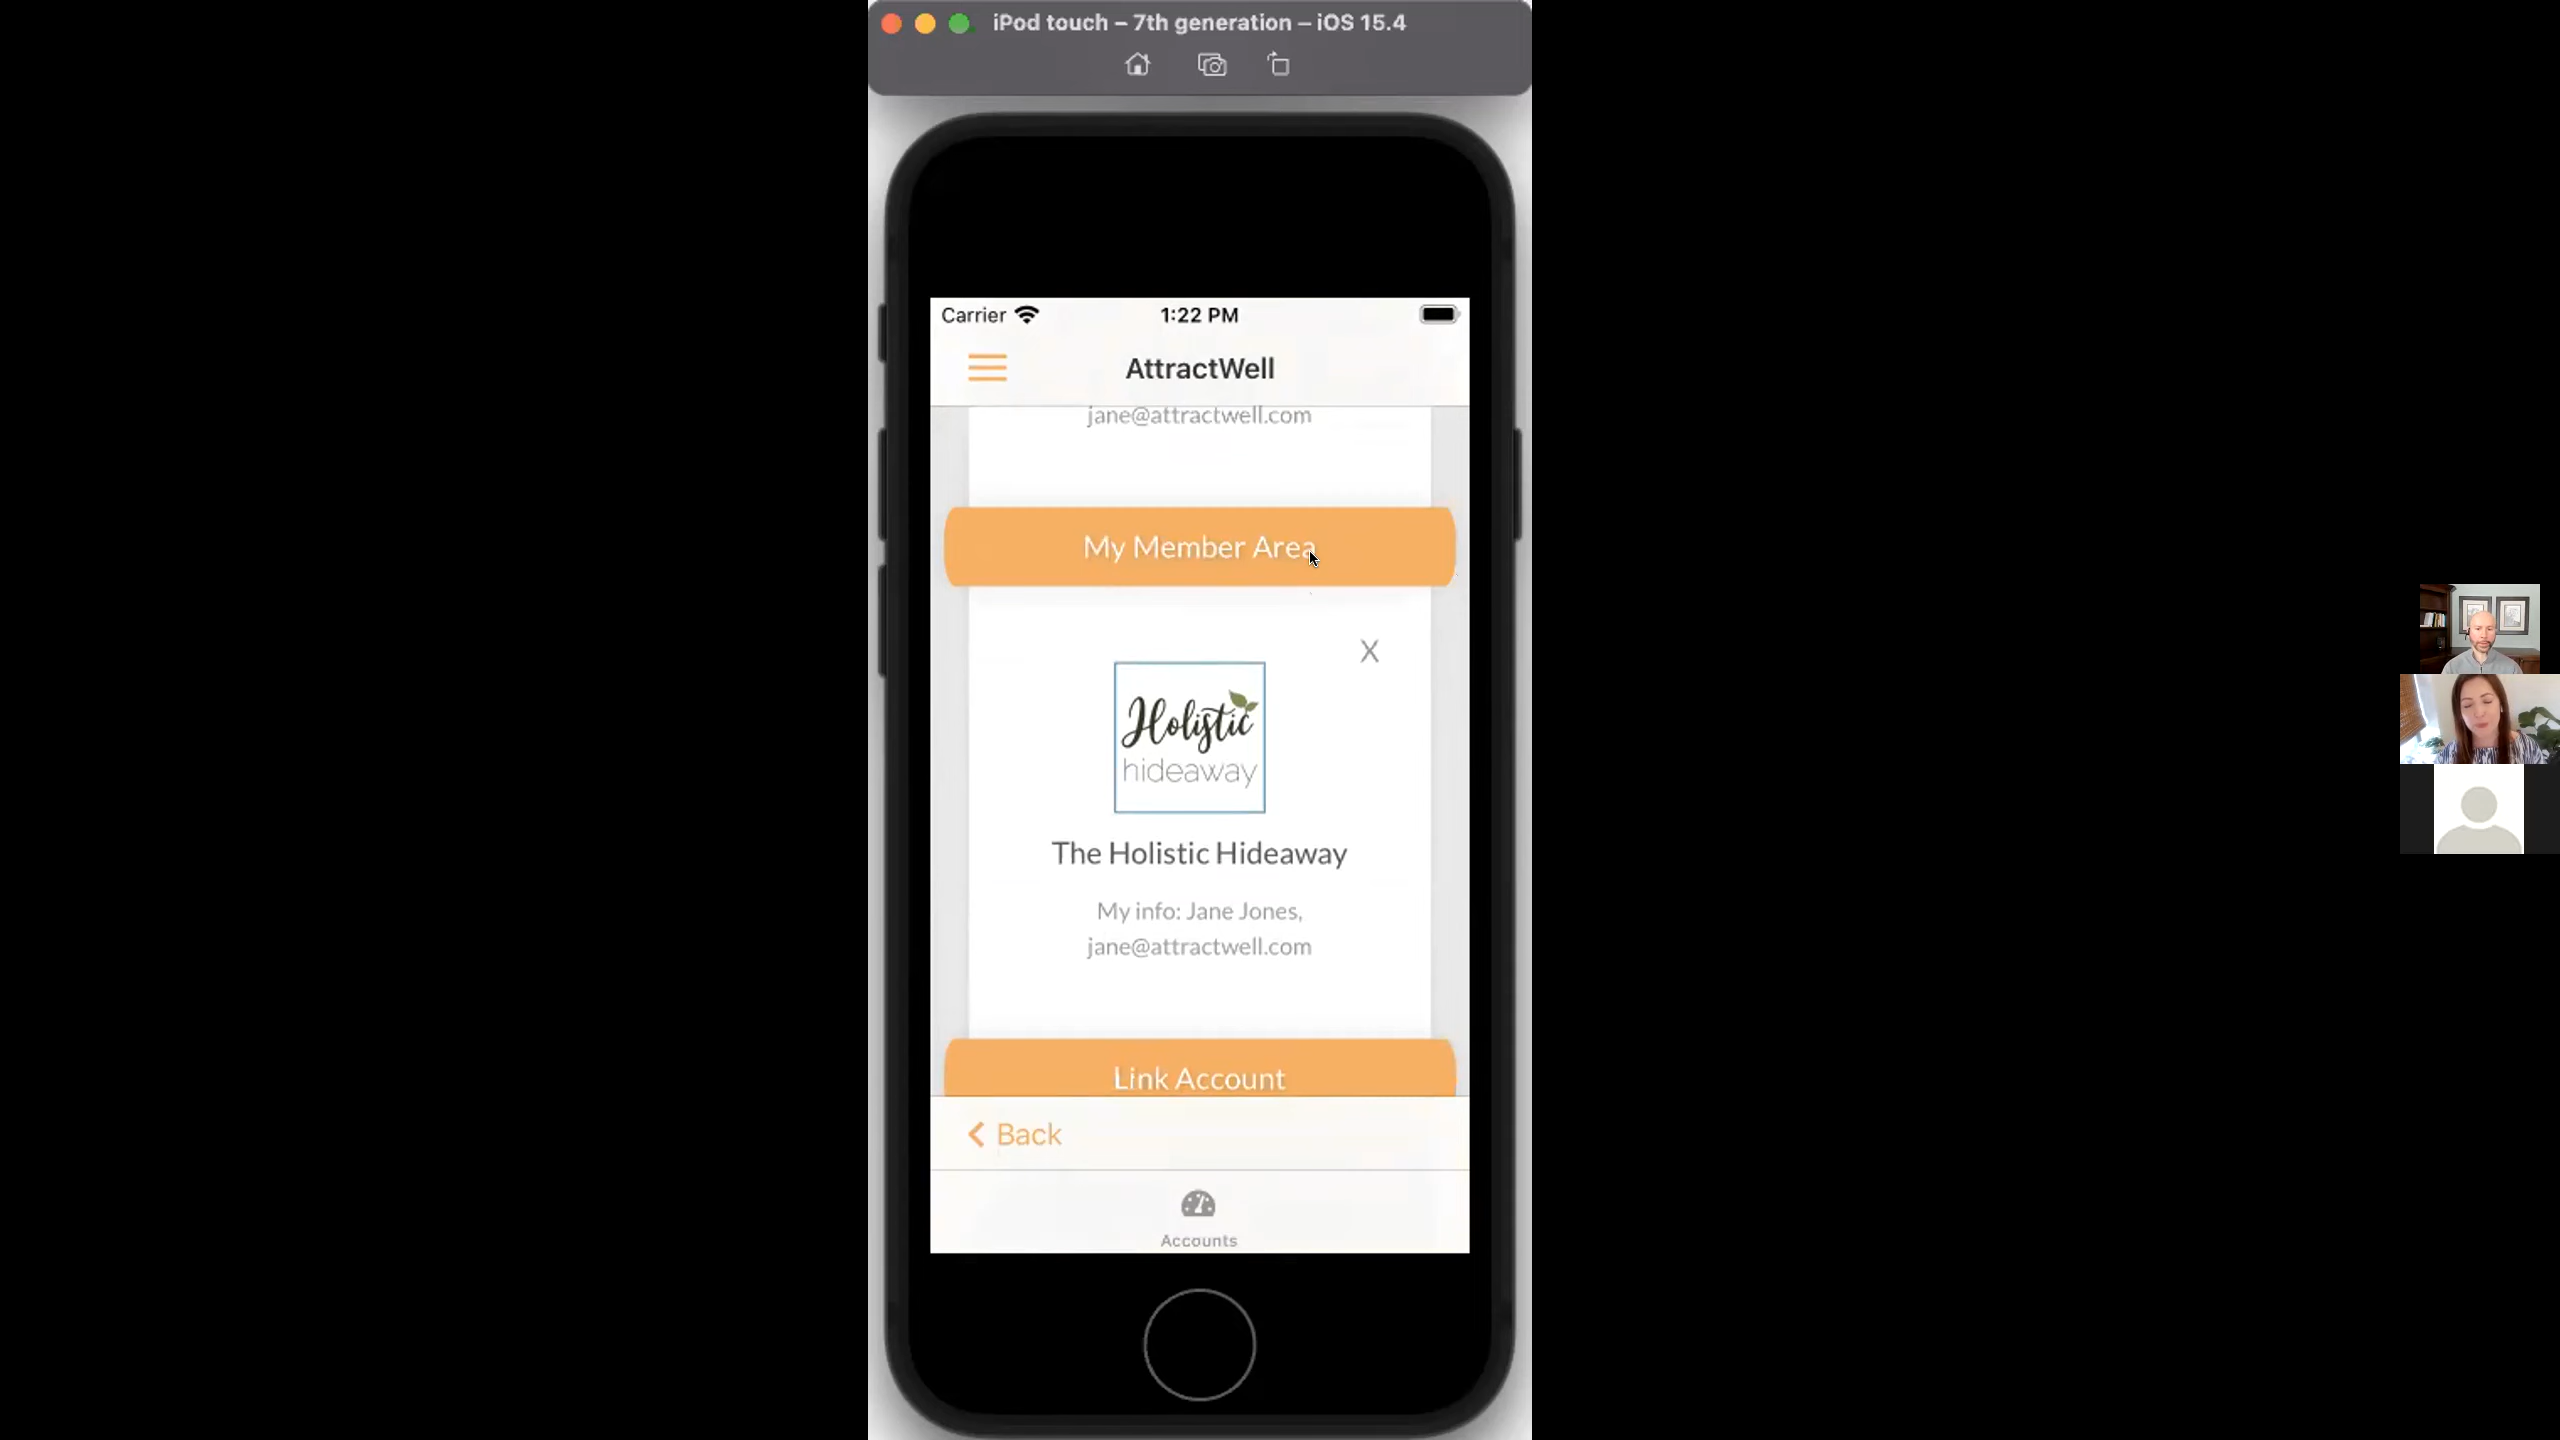 iPod touch – 7th generation – iOS 15.4
Carrier 1:22 PM
AttractWell
jane@attractwell.com
My Member Area
X
Holistic
hideaway
The Holistic Hideaway
My info: Jane Jones,
jane@attractwell.com
Link Account
Back
Accounts